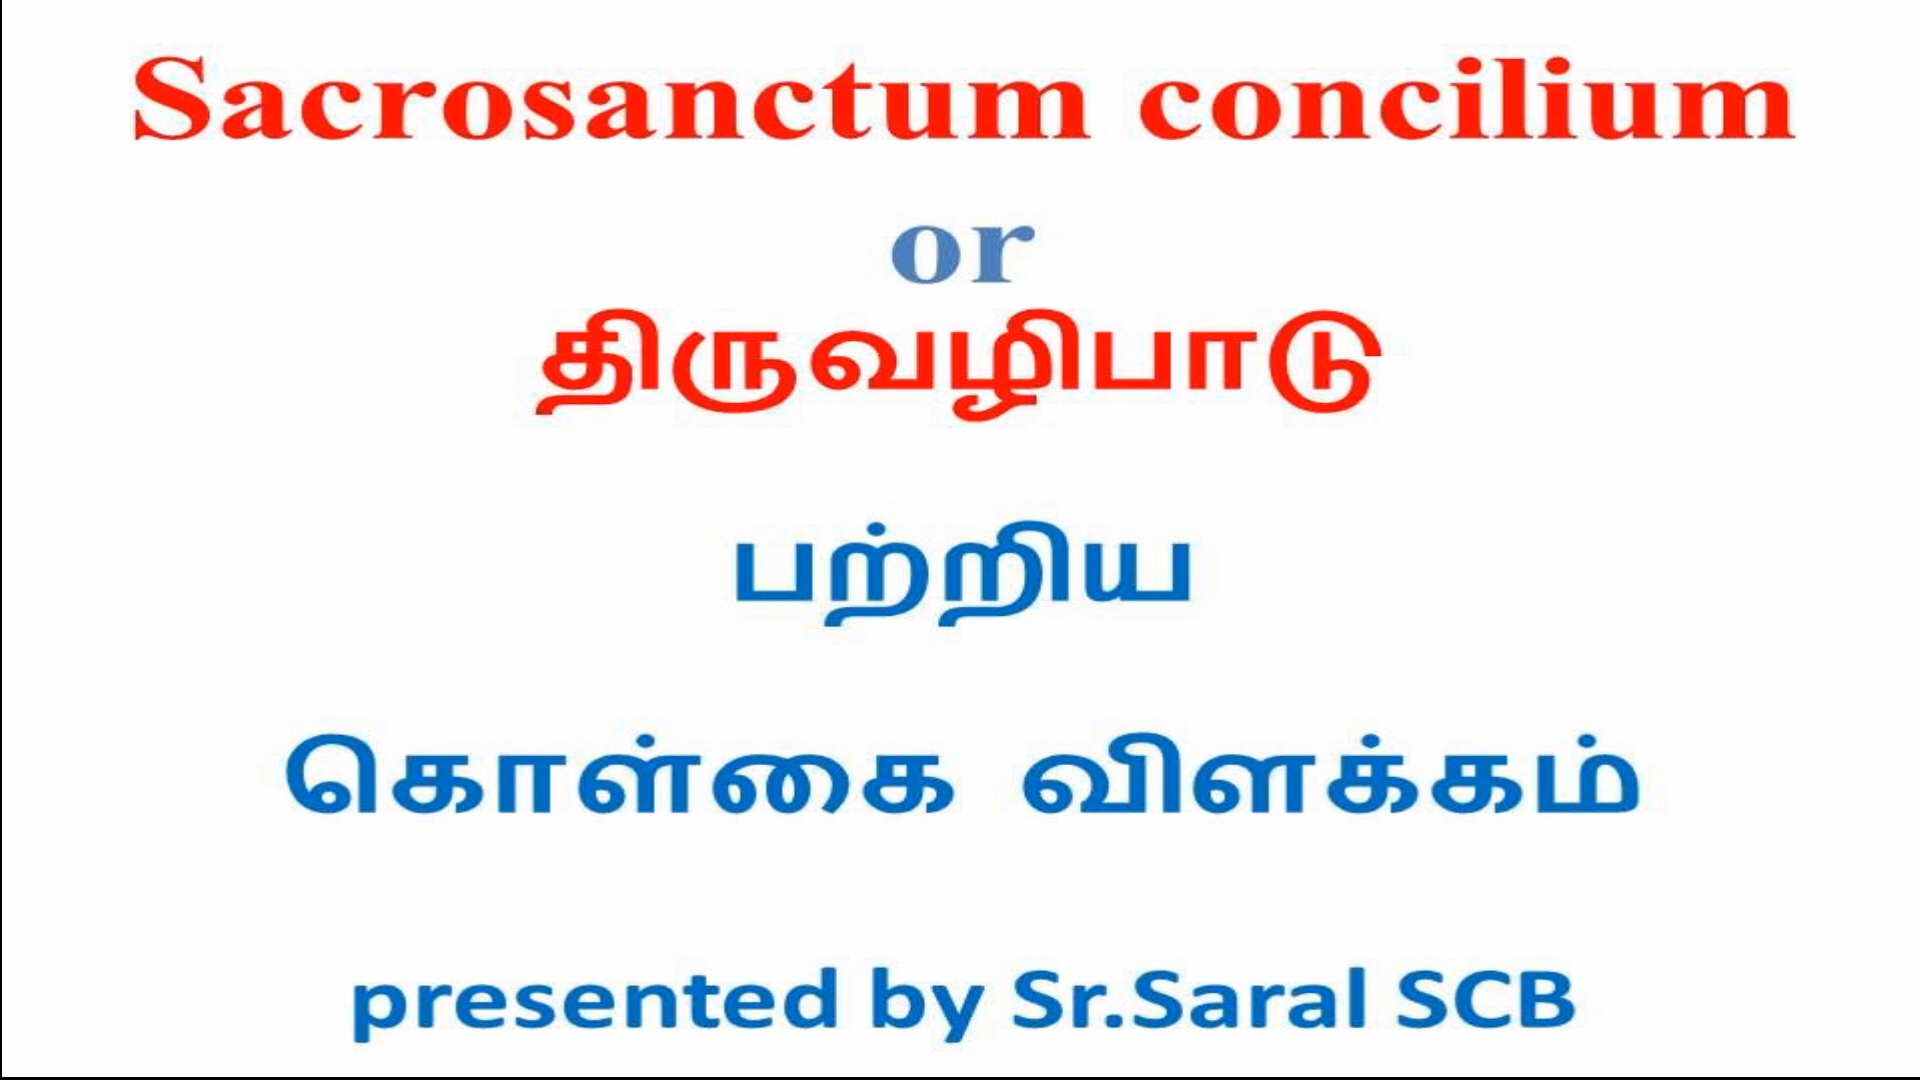 Sacrosanctum concilium
or
திருவழிபாடு
பற்றிய
கொள்கை விளக்கம்
presented by Sr.Saral SCB